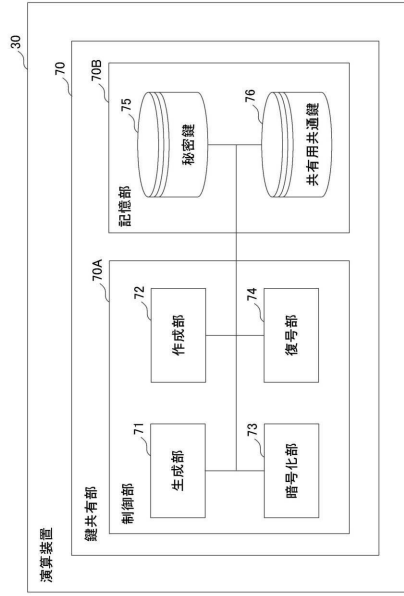 演算装置
30
鍵共有部
70
制御部
70A
生成部
71
作成部
72
暗号化部
73
復号部
74
記憶部
70B
秘密鍵
75
共有用共通鍵
76